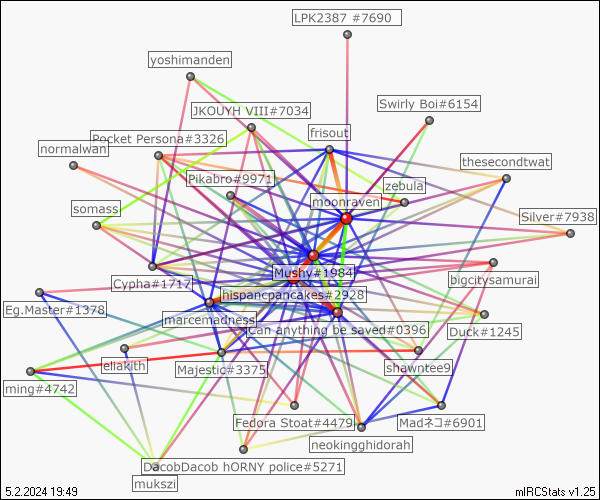 LPK2387 #7690
yoshimanden
Swirly Boi#6154
JKOUYH VIII#7034
frisout
Pocket Persona#3326
normalwan
thesecondtwat
Pikabro#9971
zebula
moonraven
somass
Silver#7938
Mushy#1984
Cypha#1717
bigcitysamurai
hispancpancakes#2928
Eg.Master#1378
marcemadness
Can anything be saved#0396
Duck#1245
eliakith
Majestic#3375
shawntee9
ming#4742
Fedora Stoat#4479
Madネコ#6901
neokingghidorah
DacobDacob hORNY police#5271
mukszi
5.2.2024 19:49
mIRCStats v1.25